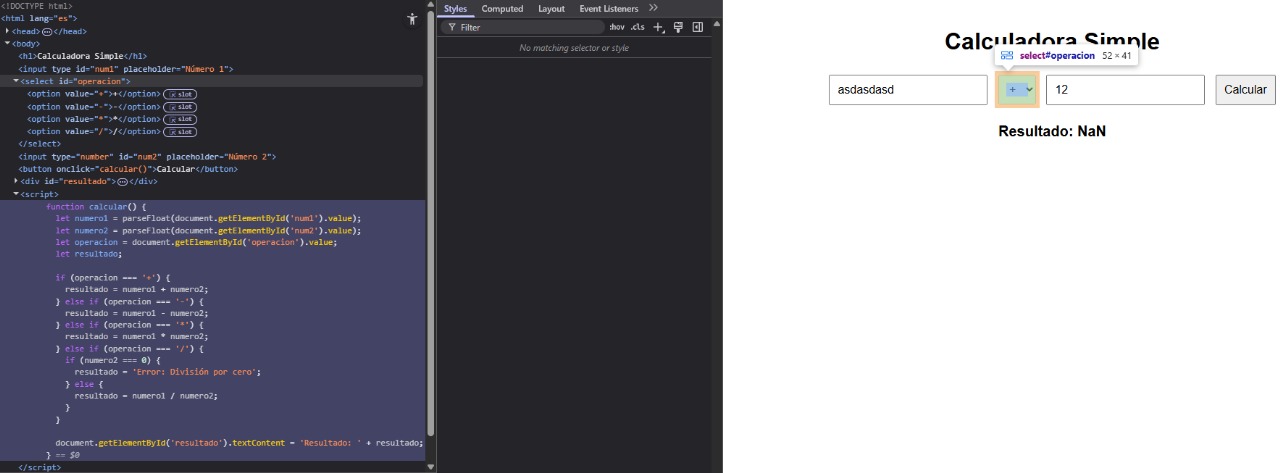 <!DOCTYPE html>
<html lang="es">
<head>⋯</head>
<body>
<h1>Calculadora Simple</h1>
<input type id="num1" placeholder="Número 1">
<select id="operacion">
<option value="+">+</option> slot
<option value="-">-</option> slot
<option value="*">*</option> slot
<option value="/">/</option> slot
</select>
<input type="number" id="num2" placeholder="Número 2">
<button onclick="calcular()">Calcular</button>
<div id="resultado">⋯</div>
<script>
function calcular() {
let numero1 = parseFloat(document.getElementById('num1').value);
let numero2 = parseFloat(document.getElementById('num2').value);
let operacion = document.getElementById('operacion').value;
let resultado;
if (operacion === '+') {
resultado = numero1 + numero2;
} else if (operacion === '-') {
resultado = numero1 - numero2;
} else if (operacion === '*') {
resultado = numero1 * numero2;
} else if (operacion === '/') {
if (numero2 === 0) {
resultado = 'Error: División por cero';
} else {
resultado = numero1 / numero2;
}
}
document.getElementById('resultado').textContent = 'Resultado: ' + resultado;
} == $0
</script>
Styles Computed Layout Event Listeners
Filter :hov .cls
No matching selector or style
Calculadora Simple
select#operacion 52 × 41
asdasdasd + 12 Calcular
Resultado: NaN